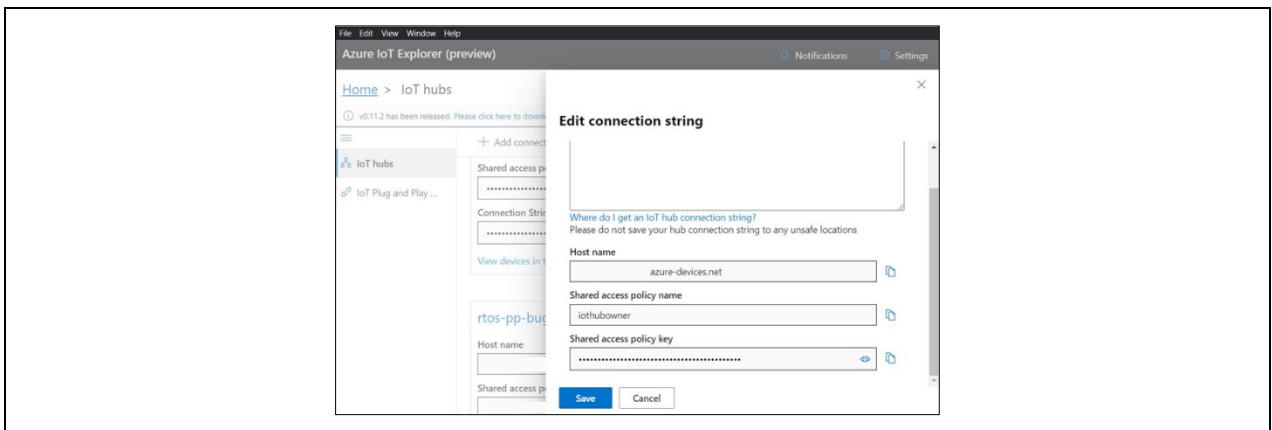 File Edit View Window Help
Azure IoT Explorer (preview)
Notifications
Settings
Home > IoT hubs
v0.11.2 has been released. Please click here to downl
IoT hubs
IoT Plug and Play ...
+ Add connect
Shared access p
Connection Strin
View devices in t
rtos-pp-bug
Host name
Shared access p
Edit connection string
Where do I get an IoT hub connection string?
Please do not save your hub connection string to any unsafe locations
Host name
azure-devices.net
Shared access policy name
iothubowner
Shared access policy key
Save
Cancel